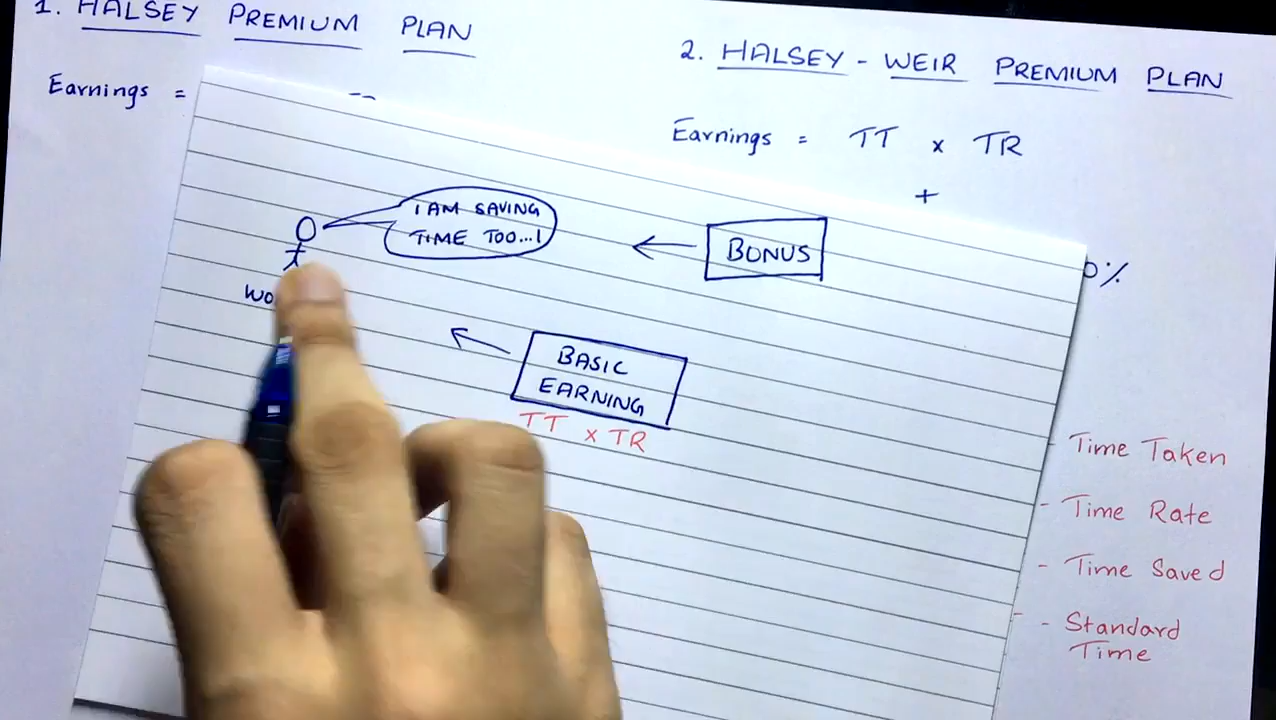 1. HALSEY PREMIUM PLAN
Earnings =
2. HALSEY - WEIR PREMIUM PLAN
Earnings = TT x TR
+
0%
I AM SAVING
TIME TOO...!
BONUS
BASIC
EARNING
TT x TR
- Time Taken
- Time Rate
- Time Saved
- Standard
Time